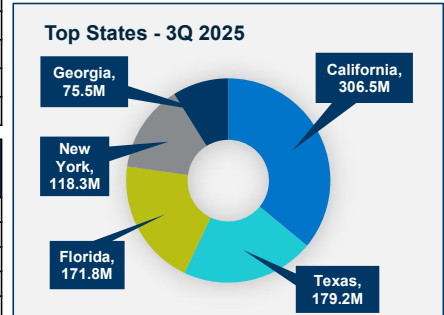 Top States - 3Q 2025
Georgia,
75.5M
California,
306.5M
New
York,
118.3M
Florida,
171.8M
Texas,
179.2M